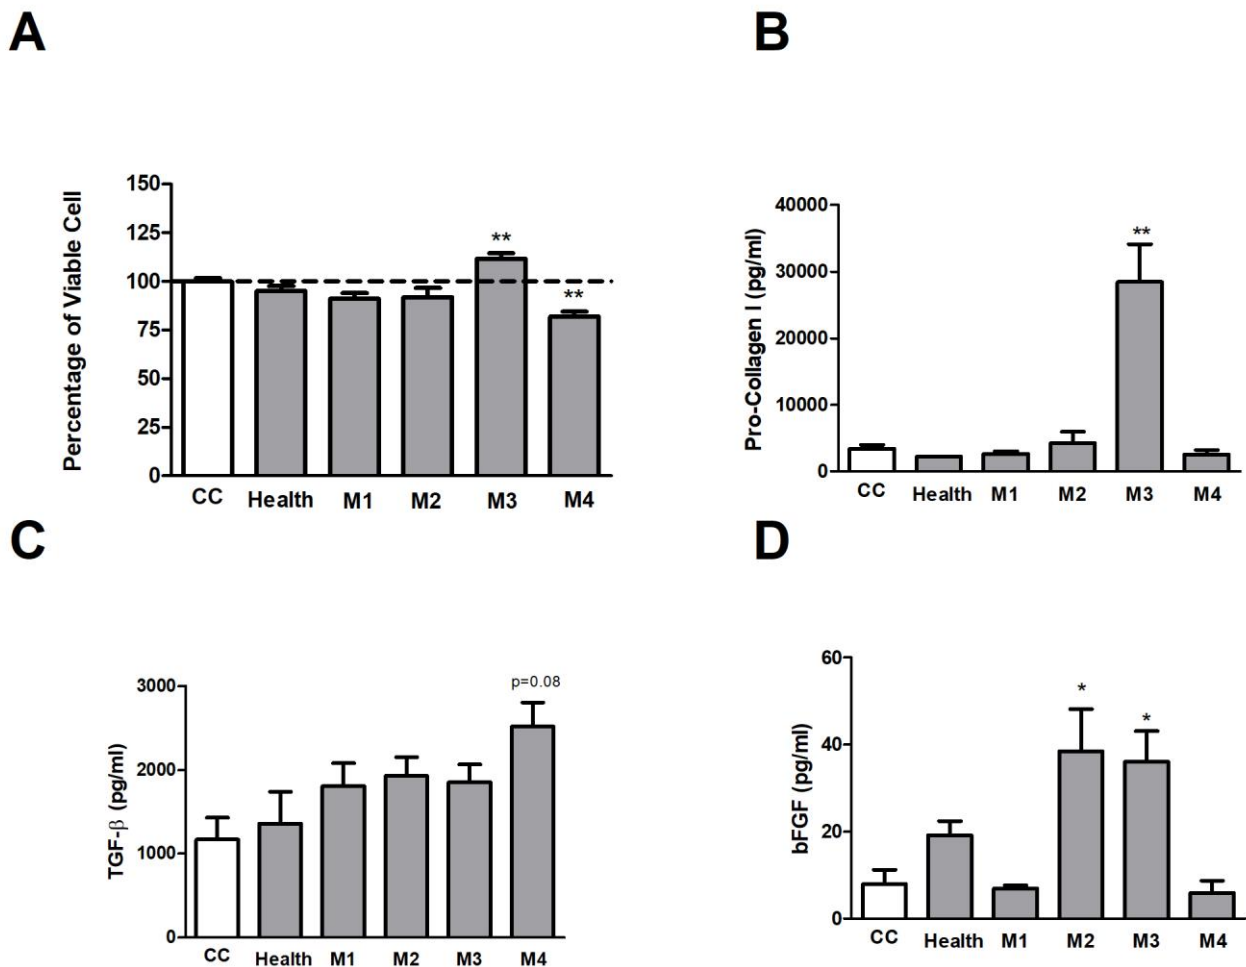 A
Percentage of Viable Cell
150
125
100
75
50
25
0
**
**
CC Health M1 M2 M3 M4
B
Pro-Collagen I (pg/ml)
40000
30000
20000
10000
0
**
CC Health M1 M2 M3 M4
C
TGF-β (pg/ml)
3000
2000
1000
0
p=0.08
CC Health M1 M2 M3 M4
D
bFGF (pg/ml)
60
40
20
0
*
*
CC Health M1 M2 M3 M4